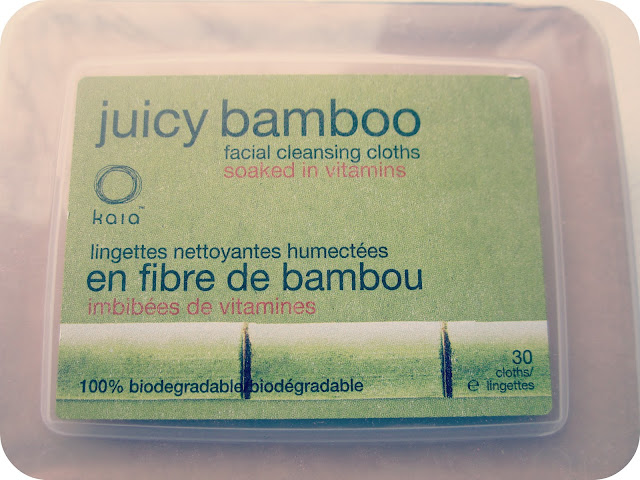 juicy bamboo
facial cleansing cloths
soaked in vitamins
kaia™
lingettes nettoyantes humectées
en fibre de bambou
imbibées de vitamines
100% biodegradable/biodégradable
30
cloths/
e lingettes